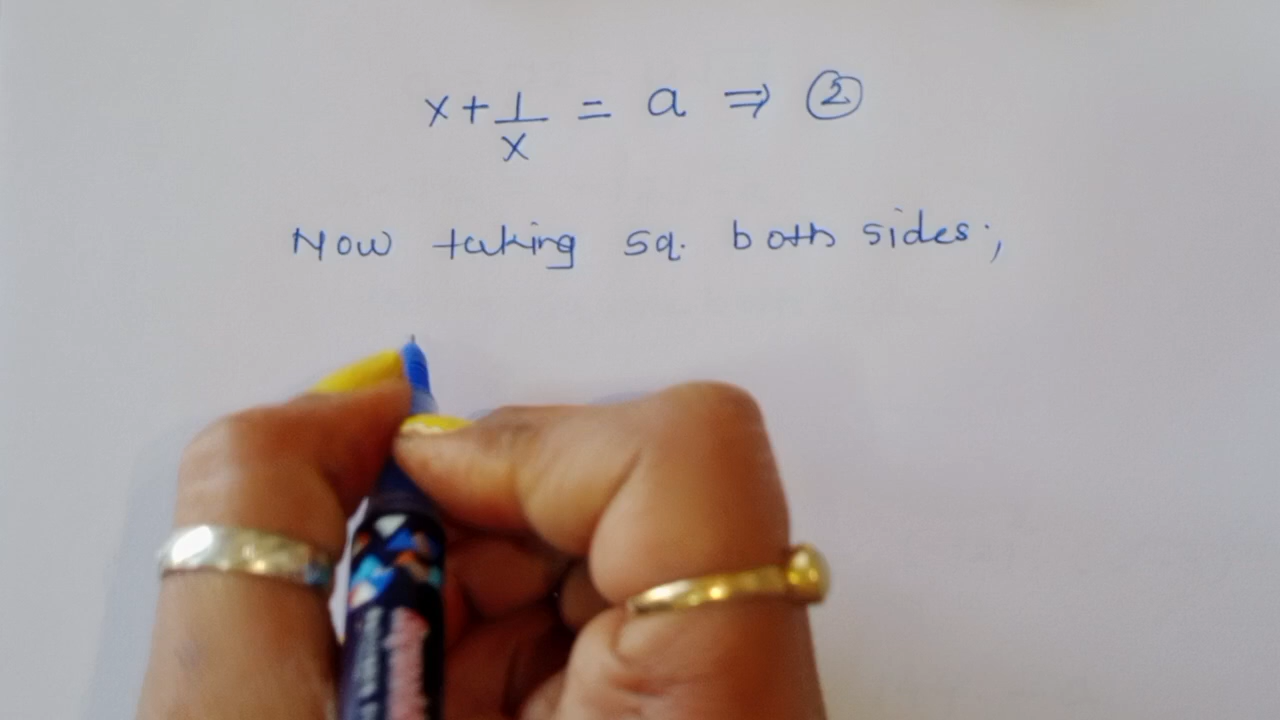 x + 1/x = a ⇒ ②
Now taking sq. both sides;